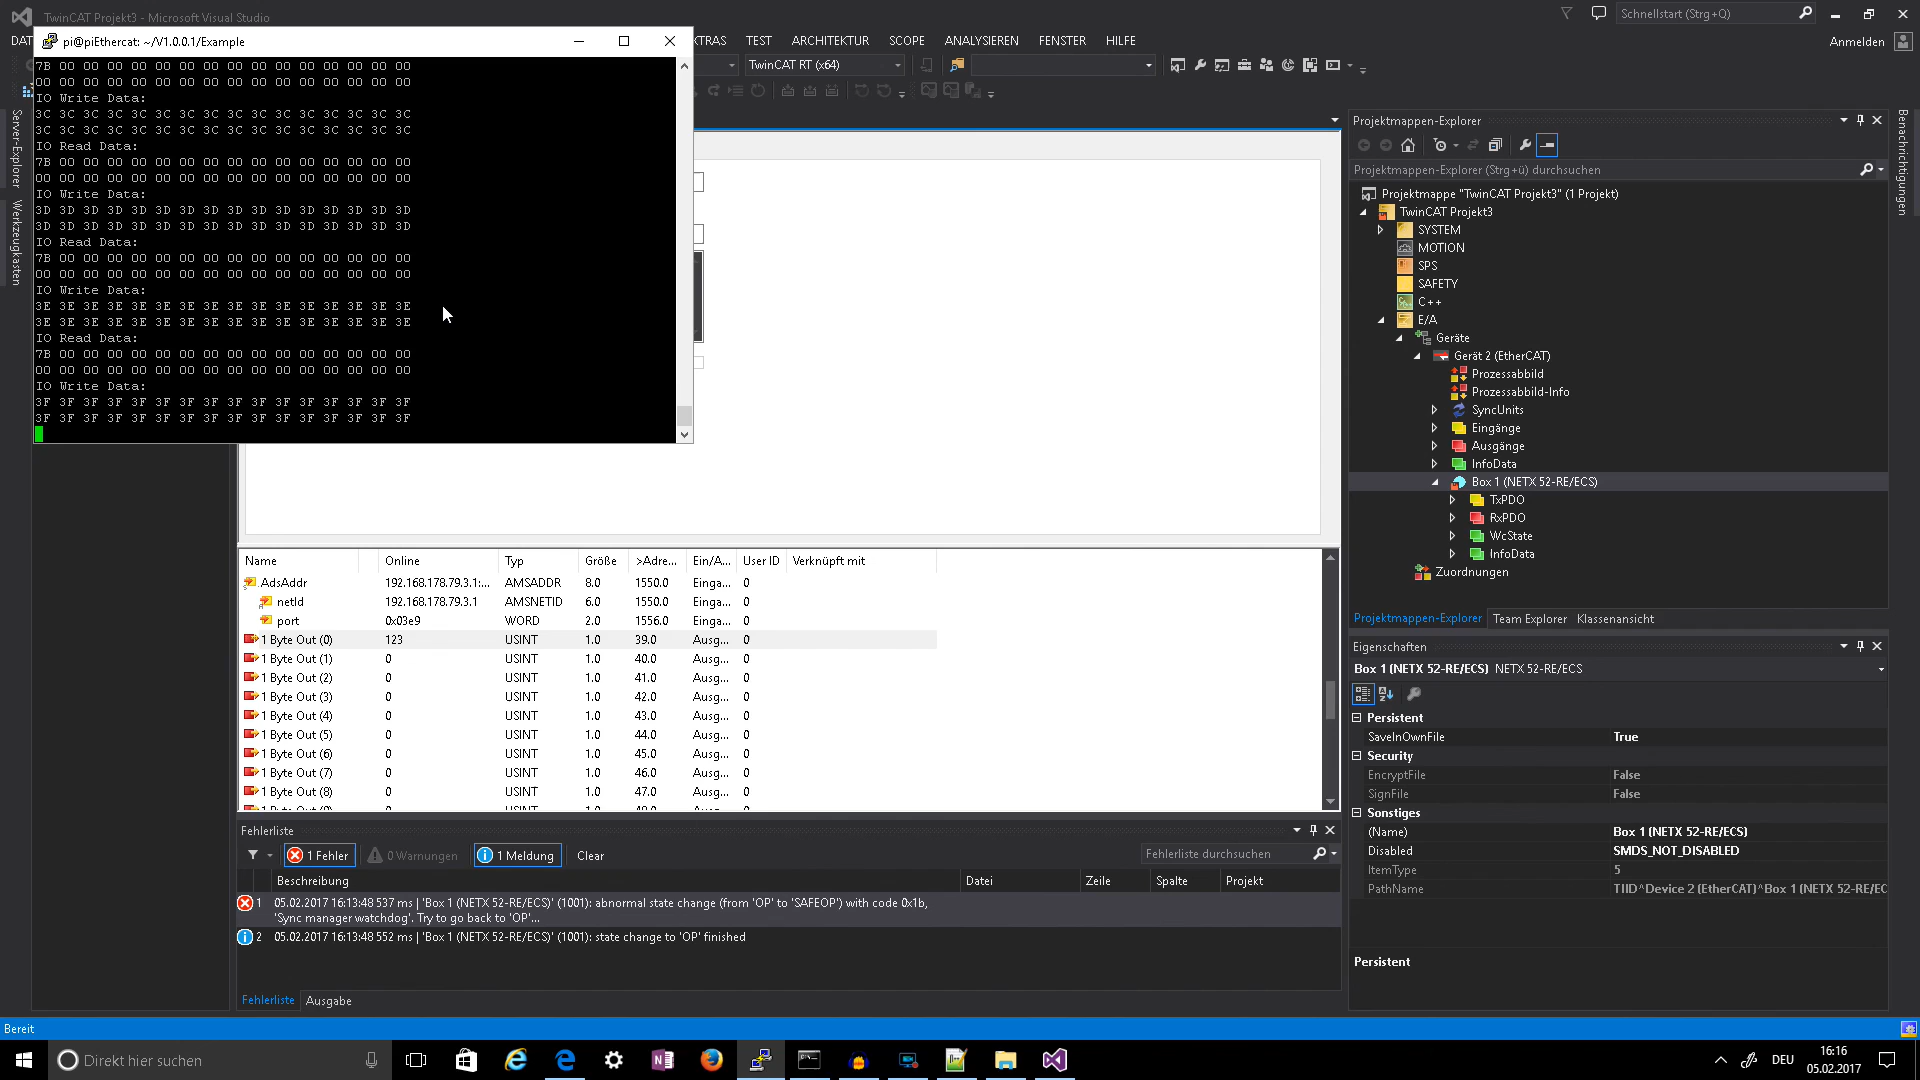 TwinCAT Projekt3 - Microsoft Visual Studio
Schnellstart (Strg+Q)
pi@piEthercat: ~/V1.0.0.1/Example
TEST ANALYSIEREN FENSTER HILFE
ARCHITEKTUR SCOPE
Anmelden
TwinCAT RT (x64)
7B 00 00 00 00 00 00 00 00 00 00 00 00 00 00 00
00 00 00 00 00 00 00 00 00 00 00 00 00 00 00 00
IO Write Data:
3C 3C 3C 3C 3C 3C 3C 3C 3C 3C 3C 3C 3C 3C 3C 3C
3C 3C 3C 3C 3C 3C 3C 3C 3C 3C 3C 3C 3C 3C 3C 3C
IO Read Data:
7B 00 00 00 00 00 00 00 00 00 00 00 00 00 00 00
00 00 00 00 00 00 00 00 00 00 00 00 00 00 00 00
IO Write Data:
3D 3D 3D 3D 3D 3D 3D 3D 3D 3D 3D 3D 3D 3D 3D 3D
3D 3D 3D 3D 3D 3D 3D 3D 3D 3D 3D 3D 3D 3D 3D 3D
IO Read Data:
7B 00 00 00 00 00 00 00 00 00 00 00 00 00 00 00
00 00 00 00 00 00 00 00 00 00 00 00 00 00 00 00
IO Write Data:
3E 3E 3E 3E 3E 3E 3E 3E 3E 3E 3E 3E 3E 3E 3E 3E
3E 3E 3E 3E 3E 3E 3E 3E 3E 3E 3E 3E 3E 3E 3E 3E
IO Read Data:
7B 00 00 00 00 00 00 00 00 00 00 00 00 00 00 00
00 00 00 00 00 00 00 00 00 00 00 00 00 00 00 00
IO Write Data:
3F 3F 3F 3F 3F 3F 3F 3F 3F 3F 3F 3F 3F 3F 3F 3F
3F 3F 3F 3F 3F 3F 3F 3F 3F 3F 3F 3F 3F 3F 3F 3F
Server-Explorer
Werkzeugkasten
Name Online Typ Größe >Adre... Ein/A... User ID Verknüpft mit
AdsAddr 192.168.178.79.3.1:... AMSADDR 8.0 1550.0 Einga... 0
netId 192.168.178.79.3.1 AMSNETID 6.0 1550.0 Einga... 0
port 0x03e9 WORD 2.0 1556.0 Einga... 0
1 Byte Out (0) 123 USINT 1.0 39.0 Ausg... 0
1 Byte Out (1) 0 USINT 1.0 40.0 Ausg... 0
1 Byte Out (2) 0 USINT 1.0 41.0 Ausg... 0
1 Byte Out (3) 0 USINT 1.0 42.0 Ausg... 0
1 Byte Out (4) 0 USINT 1.0 43.0 Ausg... 0
1 Byte Out (5) 0 USINT 1.0 44.0 Ausg... 0
1 Byte Out (6) 0 USINT 1.0 45.0 Ausg... 0
1 Byte Out (7) 0 USINT 1.0 46.0 Ausg... 0
1 Byte Out (8) 0 USINT 1.0 47.0 Ausg... 0
Fehlerliste
1 Fehler 0 Warnungen 1 Meldung Clear Fehlerliste durchsuchen
Beschreibung Datei Zeile Spalte Projekt
1 05.02.2017 16:13:48 537 ms | 'Box 1 (NETX 52-RE/ECS)' (1001): abnormal state change (from 'OP' to 'SAFEOP') with code 0x1b,
'Sync manager watchdog'. Try to go back to 'OP'...
2 05.02.2017 16:13:48 552 ms | 'Box 1 (NETX 52-RE/ECS)' (1001): state change to 'OP' finished
Fehlerliste Ausgabe
Projektmappen-Explorer
Projektmappen-Explorer (Strg+ü) durchsuchen
Projektmappe "TwinCAT Projekt3" (1 Projekt)
TwinCAT Projekt3
SYSTEM
MOTION
SPS
SAFETY
C++
E/A
Geräte
Gerät 2 (EtherCAT)
Prozessabbild
Prozessabbild-Info
SyncUnits
Eingänge
Ausgänge
InfoData
Box 1 (NETX 52-RE/ECS)
TxPDO
RxPDO
WcState
InfoData
Zuordnungen
Projektmappen-Explorer Team Explorer Klassenansicht
Eigenschaften
Box 1 (NETX 52-RE/ECS) NETX 52-RE/ECS
Persistent
SaveInOwnFile True
Security
EncryptFile False
SignFile False
Sonstiges
(Name) Box 1 (NETX 52-RE/ECS)
Disabled SMDS_NOT_DISABLED
ItemType 5
PathName TIID^Device 2 (EtherCAT)^Box 1 (NETX 52-RE/EC
Persistent
Benachrichtigungen
Bereit
Direkt hier suchen
DEU
16:16
05.02.2017